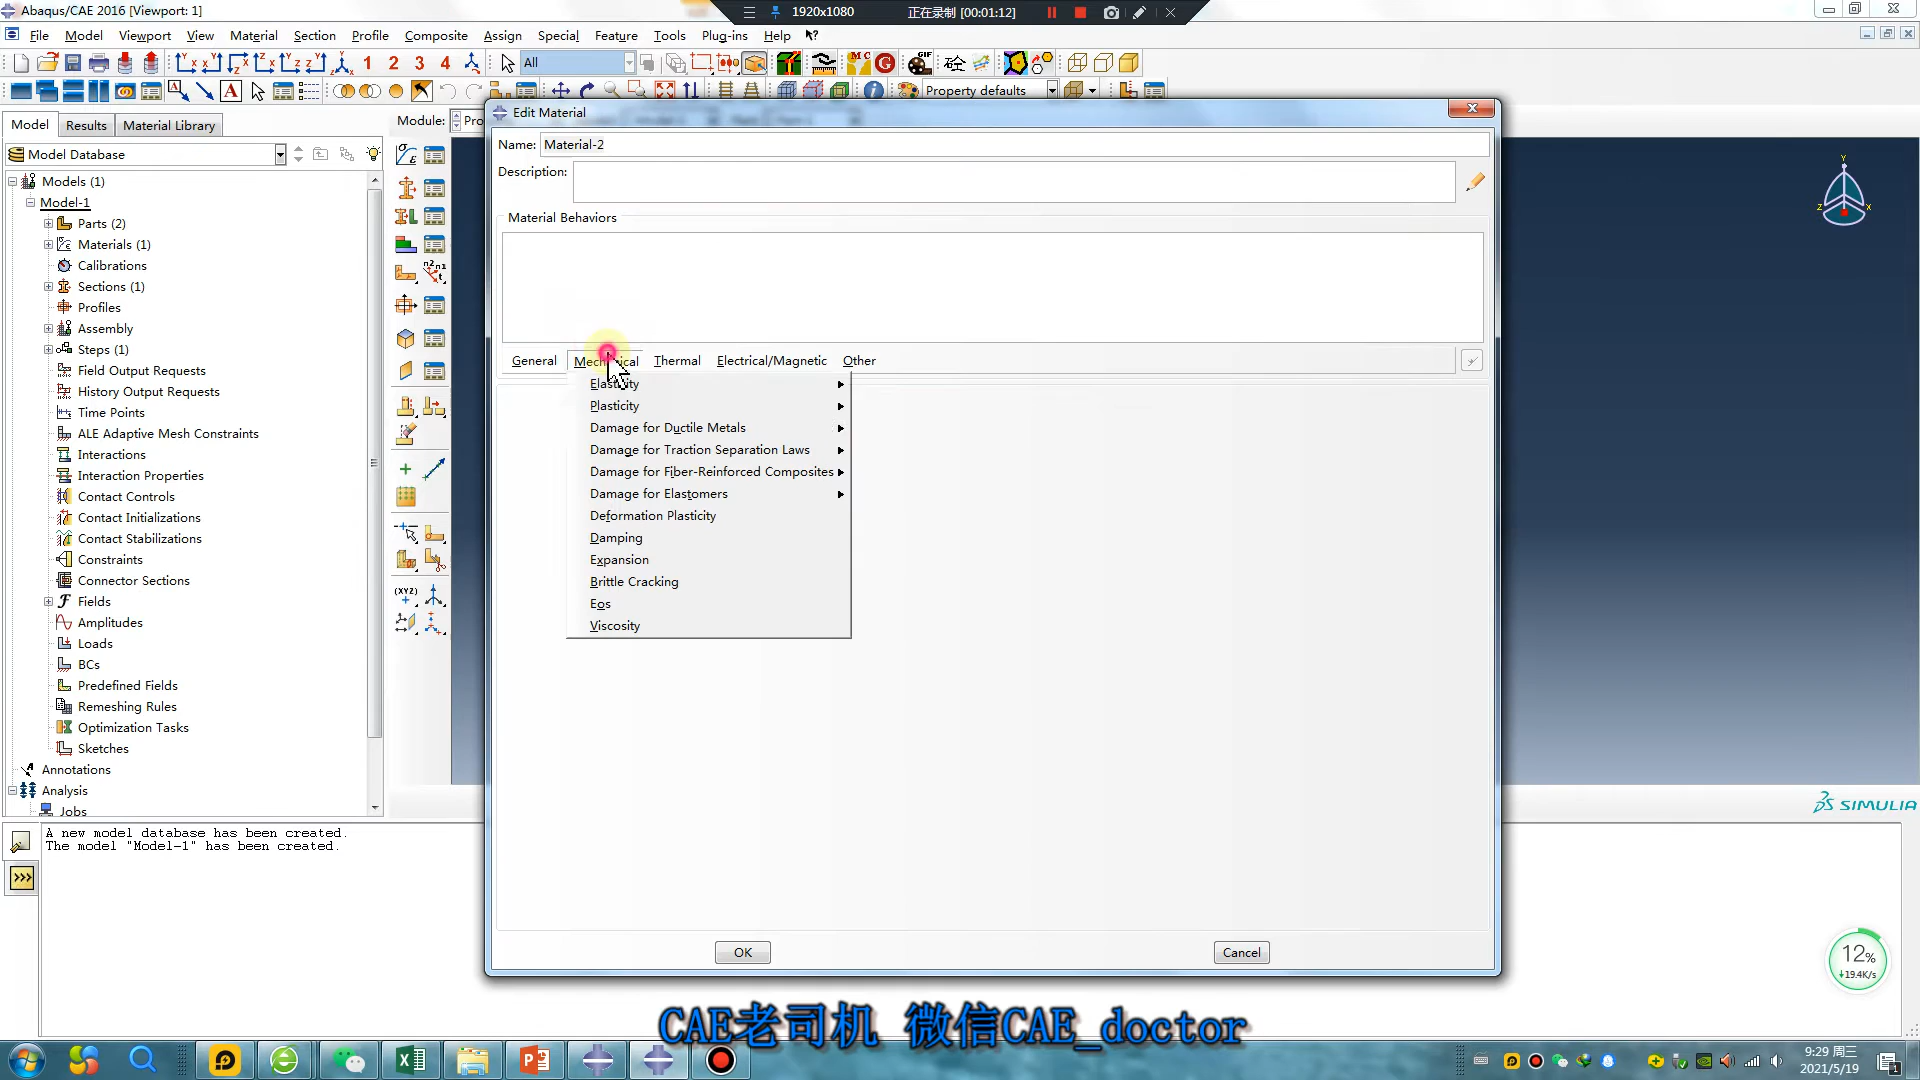 Abaqus/CAE 2016 [Viewport: 1]
1920x1080
正在录制 [00:01:12]
File Model Viewport View Material Section Profile Composite Assign Special Feature Tools Plug-ins Help
1 2 3 4
All
GIF
Property defaults
Model Results Material Library
Module:
Edit Material
Name: Material-2
Description:
Material Behaviors
General Mechanical Thermal Electrical/Magnetic Other
Elasticity
Plasticity
Damage for Ductile Metals
Damage for Traction Separation Laws
Damage for Fiber-Reinforced Composites
Damage for Elastomers
Deformation Plasticity
Damping
Expansion
Brittle Cracking
Eos
Viscosity
OK
Cancel
Model Database
Models (1)
Model-1
Parts (2)
Materials (1)
Calibrations
Sections (1)
Profiles
Assembly
Steps (1)
Field Output Requests
History Output Requests
Time Points
ALE Adaptive Mesh Constraints
Interactions
Interaction Properties
Contact Controls
Contact Initializations
Contact Stabilizations
Constraints
Connector Sections
Fields
Amplitudes
Loads
BCs
Predefined Fields
Remeshing Rules
Optimization Tasks
Sketches
Annotations
Analysis
Jobs
(XYZ)
Y
Z
X
SIMULIA
A new model database has been created.
The model "Model-1" has been created.
12%
19.4K/s
CAE老司机 微信CAE_doctor
9:29 周三
2021/5/19